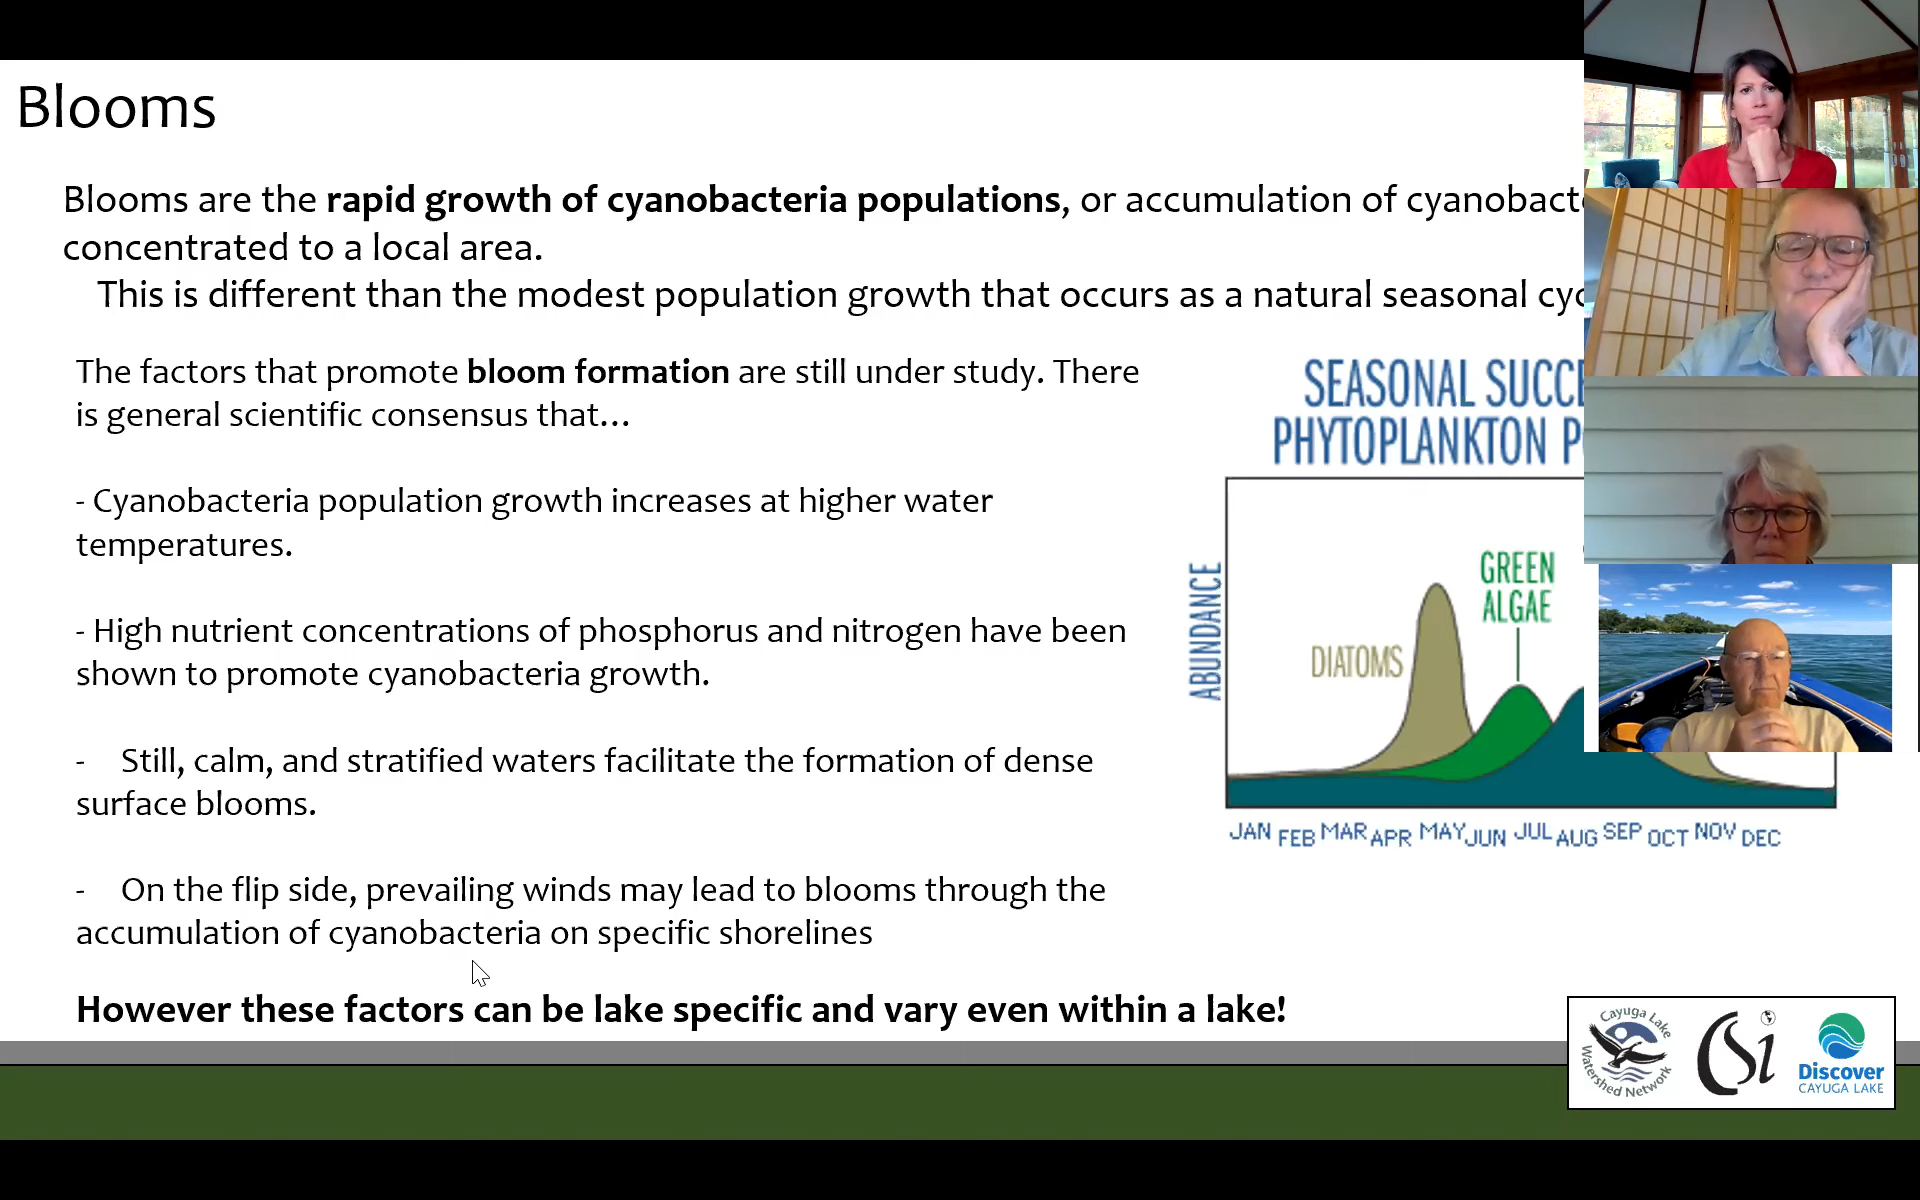 Blooms
Blooms are the rapid growth of cyanobacteria populations, or accumulation of cyanobact
concentrated to a local area.
This is different than the modest population growth that occurs as a natural seasonal cyc
The factors that promote bloom formation are still under study. There
is general scientific consensus that...
- Cyanobacteria population growth increases at higher water
temperatures.
- High nutrient concentrations of phosphorus and nitrogen have been
shown to promote cyanobacteria growth.
- Still, calm, and stratified waters facilitate the formation of dense
surface blooms.
- On the flip side, prevailing winds may lead to blooms through the
accumulation of cyanobacteria on specific shorelines
However these factors can be lake specific and vary even within a lake!
SEASONAL SUCCE
PHYTOPLANKTON P
ABUNDANCE
DIATOMS
GREEN
ALGAE
JAN FEB MAR APR MAY JUN JUL AUG SEP OCT NOV DEC
Cayuga Lake
Watershed Network
CSi
Discover
CAYUGA LAKE